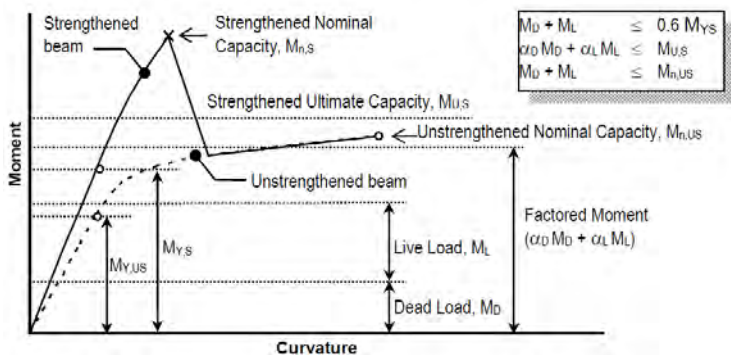 Strengthened
beam
Strengthened Nominal
Capacity, Mn,S
MD + ML ≤ 0.6 MYS
αD MD + αL ML ≤ MU,S
MD + ML ≤ Mn,US
Strengthened Ultimate Capacity, MU,S
Unstrengthened Nominal Capacity, Mn,US
Unstrengthened beam
Moment
Factored Moment
(αD MD + αL ML)
MY,US
MY,S
Live Load, ML
Dead Load, MD
Curvature